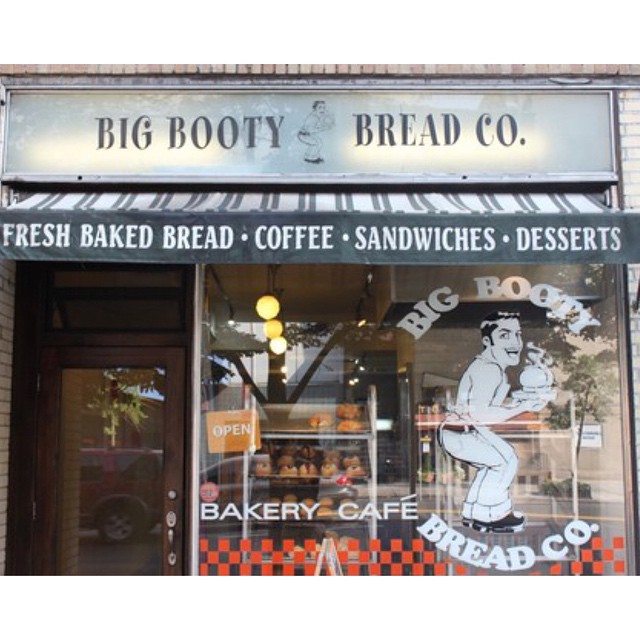 BIG BOOTY BREAD CO.
FRESH BAKED BREAD • COFFEE • SANDWICHES • DESSERTS
BIG BOOTY
OPEN
BAKERY CAFÉ
BREAD CO.